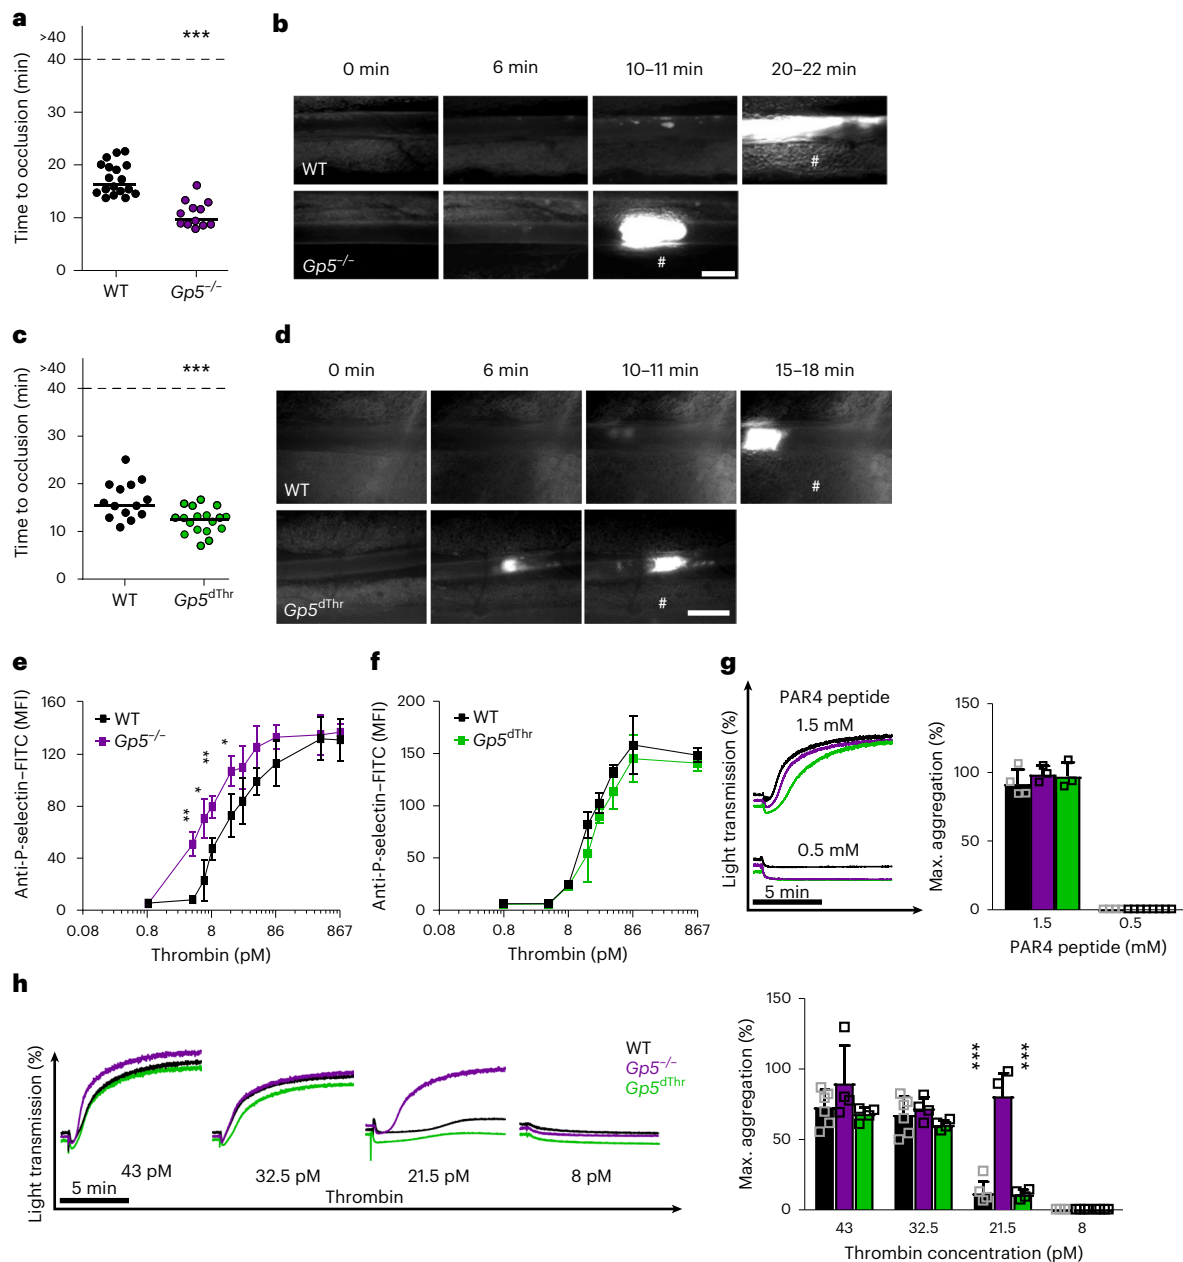 a
Time to occlusion (min)
>40
40
30
20
10
0
***
WT
Gp5−/−
b
0 min
6 min
10–11 min
20–22 min
WT
#
Gp5−/−
#
c
Time to occlusion (min)
>40
40
30
20
10
0
***
WT
Gp5dThr
d
0 min
6 min
10–11 min
15–18 min
WT
#
Gp5dThr
#
e
Anti-P-selectin–FITC (MFI)
160
120
80
40
0
WT
Gp5−/−
**
*
**
*
0.08
0.8
8
86
867
Thrombin (pM)
f
Anti-P-selectin–FITC (MFI)
200
150
100
50
0
WT
Gp5dThr
0.08
0.8
8
86
867
Thrombin (pM)
g
Light transmission (%)
PAR4 peptide
1.5 mM
0.5 mM
5 min
Max. aggregation (%)
150
100
50
0
1.5
0.5
PAR4 peptide (mM)
h
Light transmission (%)
WT
Gp5−/−
Gp5dThr
43 pM
32.5 pM
21.5 pM
8 pM
5 min
Thrombin
Max. aggregation (%)
150
100
50
0
***
***
43
32.5
21.5
8
Thrombin concentration (pM)